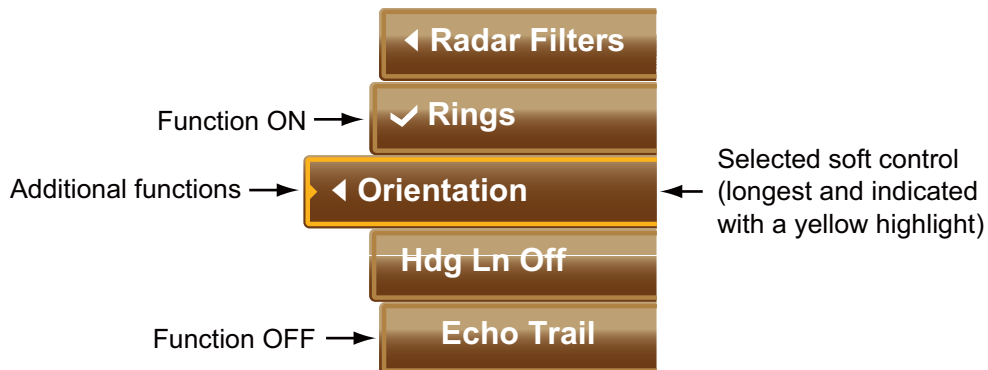 Radar Filters
Function ON
Rings
Additional functions
Orientation
Selected soft control
(longest and indicated
with a yellow highlight)
Hdg Ln Off
Function OFF
Echo Trail